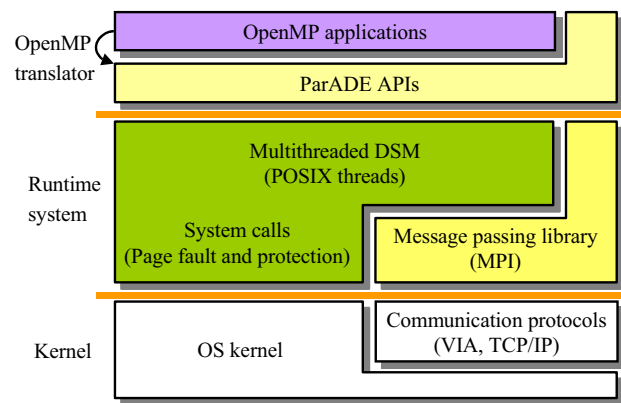 OpenMP
translator
OpenMP applications
ParADE APIs
Runtime
system
Multithreaded DSM
(POSIX threads)
System calls
(Page fault and protection)
Message passing library
(MPI)
Kernel
OS kernel
Communication protocols
(VIA, TCP/IP)